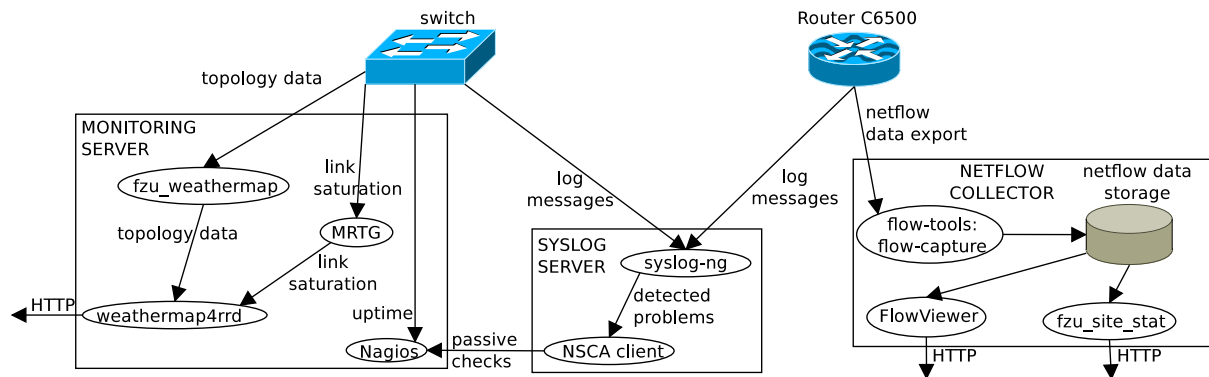 switch
Router C6500
topology data
netflow
data export
MONITORING
SERVER
fzu_weathermap
link
saturation
topology data
MRTG
link
saturation
HTTP
weathermap4rrd
uptime
Nagios
log
messages
log
messages
SYSLOG
SERVER
syslog-ng
detected
problems
NSCA client
passive
checks
NETFLOW
COLLECTOR
netflow data
storage
flow-tools:
flow-capture
FlowViewer
fzu_site_stat
HTTP
HTTP